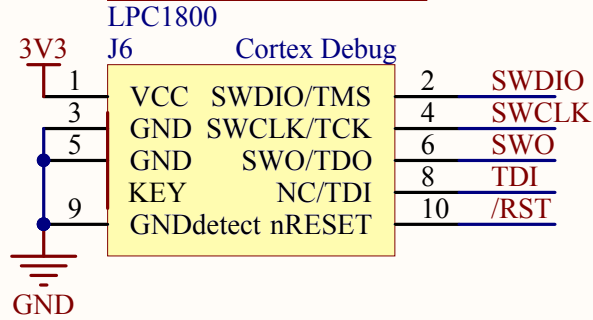 LPC1800
3V3 J6 Cortex Debug
1 VCC SWDIO/TMS 2 SWDIO
3 GND SWCLK/TCK 4 SWCLK
5 GND SWO/TDO 6 SWO
KEY NC/TDI 8 TDI
9 GNDdetect nRESET 10 /RST
GND